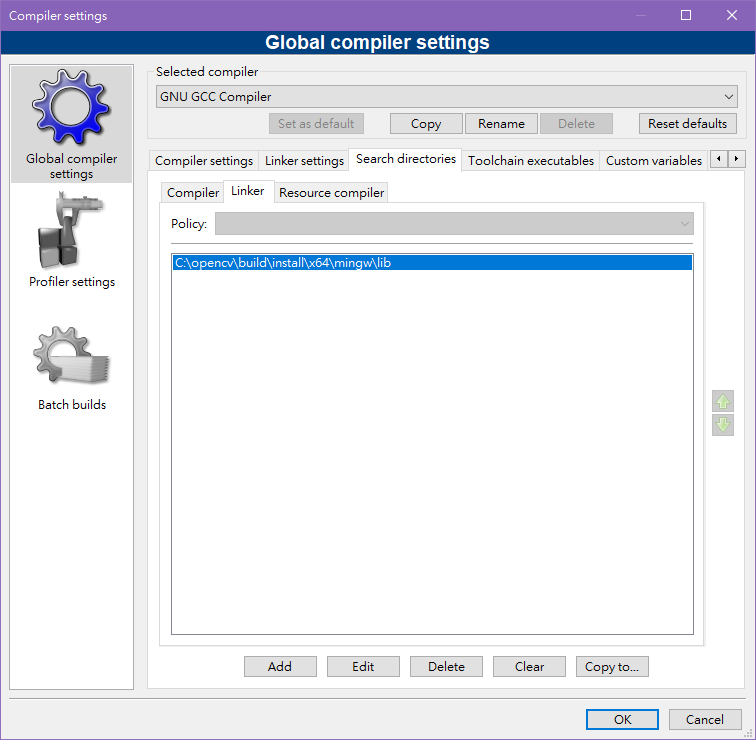 Compiler settings
Global compiler settings
Global compiler
settings
Profiler settings
Batch builds
Selected compiler
GNU GCC Compiler
Set as default
Copy
Rename
Delete
Reset defaults
Compiler settings
Linker settings
Search directories
Toolchain executables
Custom variables
Compiler
Linker
Resource compiler
Policy:
C:\opencv\build\install\x64\mingw\lib
Add
Edit
Delete
Clear
Copy to...
OK
Cancel